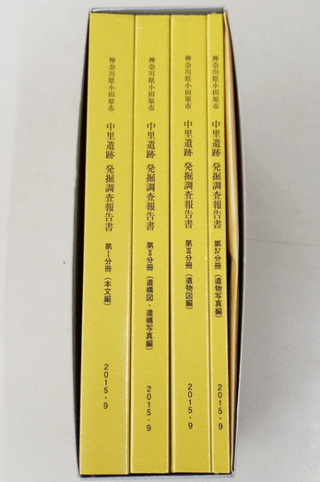 神奈川県小田原市 中里遺跡 発掘調査報告書 第Ⅰ分冊（本文編） 2015・9
神奈川県小田原市 中里遺跡 発掘調査報告書 第Ⅱ分冊（遺構図・遺構写真編） 2015・9
神奈川県小田原市 中里遺跡 発掘調査報告書 第Ⅲ分冊（遺物図編） 2015・9
神奈川県小田原市 中里遺跡 発掘調査報告書 第Ⅳ分冊（遺物写真編） 2015・9